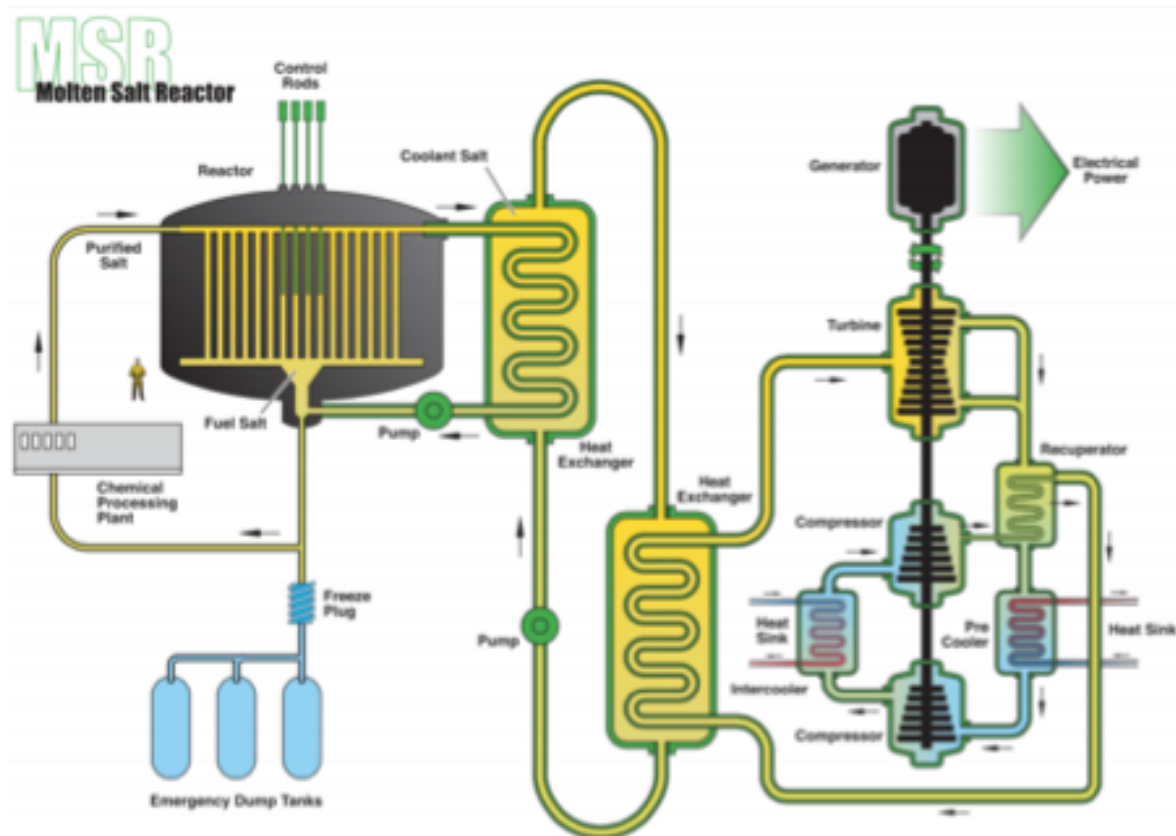 MSR
Molten Salt Reactor
Control
Rods
Reactor
Coolant Salt
Purified
Salt
Fuel Salt
Pump
Heat
Exchanger
Chemical
Processing
Plant
Freeze
Plug
Emergency Dump Tanks
Pump
Heat
Exchanger
Generator
Electrical
Power
Turbine
Recuperator
Compressor
Heat
Sink
Intercooler
Pre
Cooler
Heat Sink
Compressor